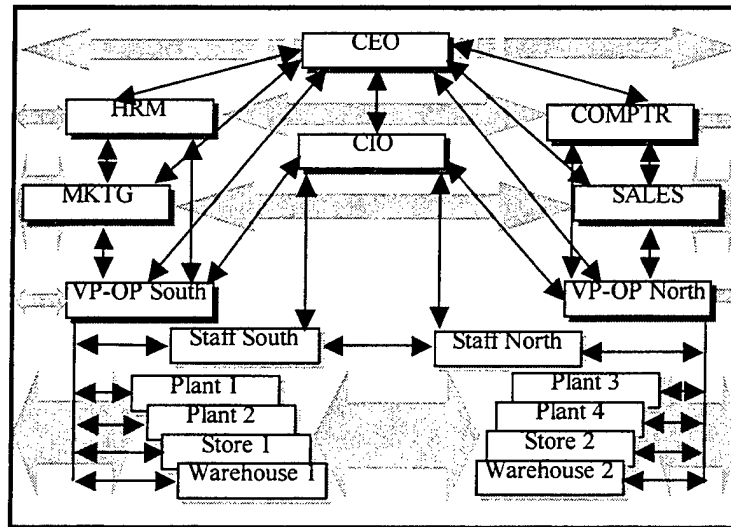 CEO
HRM
COMPTR
CIO
MKTG
SALES
VP-OP South
VP-OP North
Staff South
Staff North
Plant 1
Plant 3
Plant 2
Plant 4
Store 1
Store 2
Warehouse 1
Warehouse 2